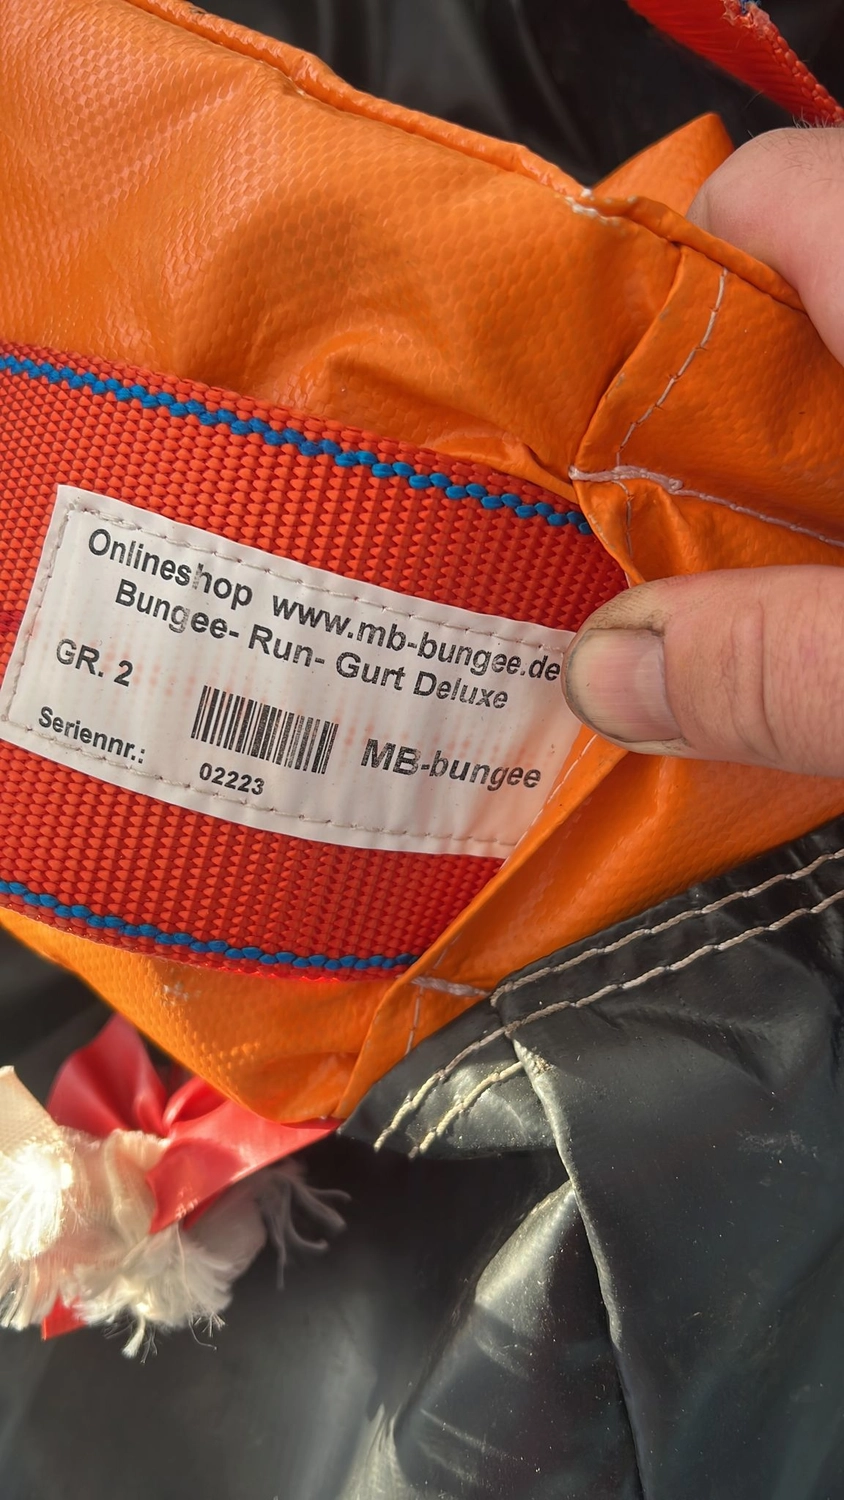 Onlineshop www.mb-bungee.de
Bungee- Run- Gurt Deluxe
GR. 2
Seriennr.:
02223
MB-bungee